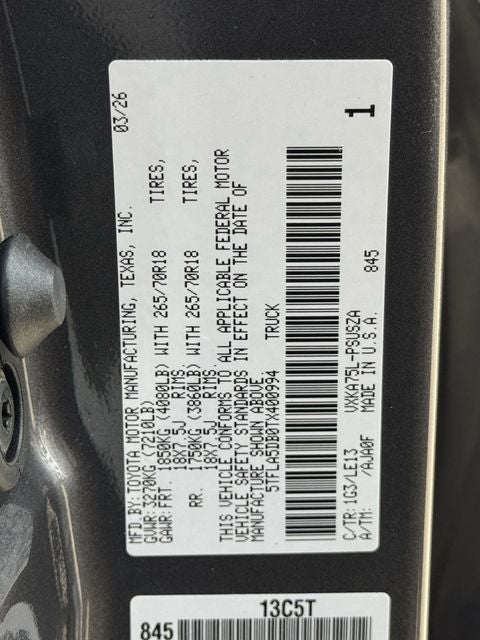 MFD.BY: TOYOTA MOTOR MANUFACTURING, TEXAS, INC. 03/26
GVWR: 3270KG (7210LB)
GAWR: FRT. 1850KG (4080LB) WITH 265/70R18 TIRES,
18X7.5J RIMS,
RR. 1750KG (3860LB) WITH 265/70R18 TIRES,
18X7.5J RIMS.
THIS VEHICLE CONFORMS TO ALL APPLICABLE FEDERAL MOTOR
VEHICLE SAFETY STANDARDS IN EFFECT ON THE DATE OF
MANUFACTURE SHOWN ABOVE.
5TFLA5DB0TX400994 TRUCK
1
C/TR: 1G3/LE13 VXKA75L-PSUSZA 845
A/TM: /AJA0F MADE IN U.S.A.
13C5T
845